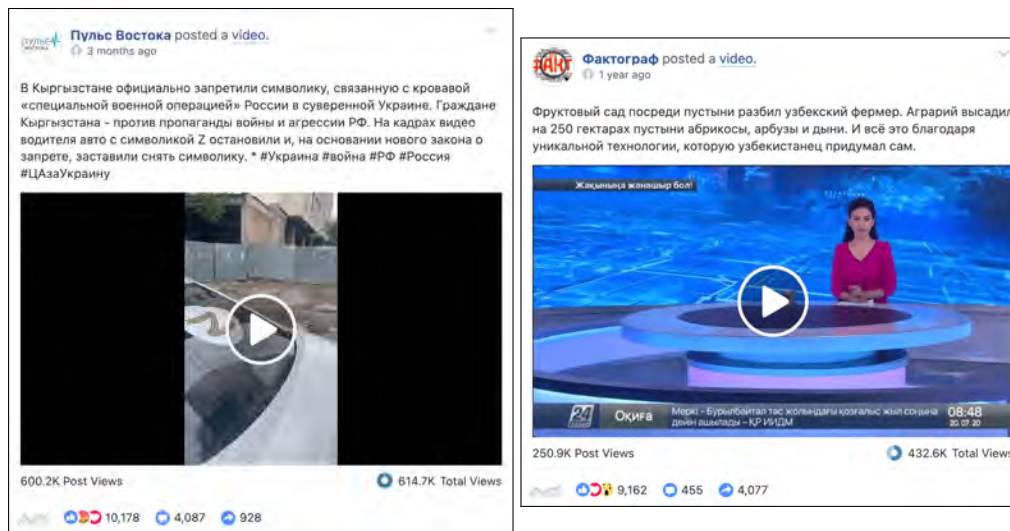 Пульс Востока posted a video.
3 months ago
В Кыргызстане официально запретили символику, связанную с кровавой
«специальной военной операцией» России в суверенной Украине. Граждане
Кыргызстана - против пропаганды войны и агрессии РФ. На кадрах видео
водителя авто с символикой Z остановили и, на основании нового закона о
запрете, заставили снять символику. * #Украина #война #РФ #Россия
#ЦАзаУкраину
600.2K Post Views
614.7K Total Views
10,178 4,087 928
#АКТ
Фактограф posted a video.
1 year ago
Фруктовый сад посреди пустыни разбил узбекский фермер. Аграрий высадил
на 250 гектарах пустыни абрикосы, арбузы и дыни. И всё это благодаря
уникальной технологии, которую узбекистанец придумал сам.
Жақыныңа жанашыр бол!
24
Оқиға
Меркі - Бурылбайтал тас жолындағы қозғалыс жыл соңына
дейін ашылады - ҚР ИИДМ
08:48
20.07.20
250.9K Post Views
432.6K Total Views
9,162 455 4,077